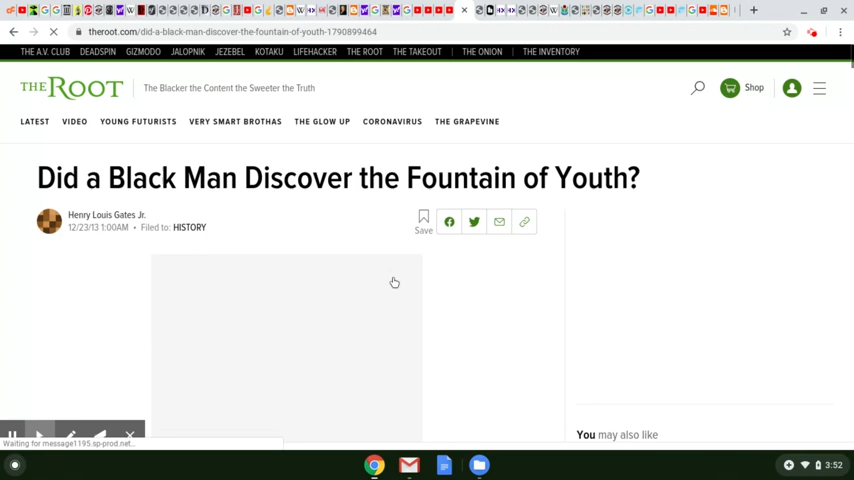 theroot.com/did-a-black-man-discover-the-fountain-of-youth-1790899464
THE A.V. CLUB DEADSPIN GIZMODO JALOPNIK JEZEBEL KOTAKU LIFEHACKER THE ROOT THE TAKEOUT THE ONION THE INVENTORY
THE ROOT The Blacker the Content the Sweeter the Truth Shop
LATEST VIDEO YOUNG FUTURISTS VERY SMART BROTHAS THE GLOW UP CORONAVIRUS THE GRAPEVINE
Did a Black Man Discover the Fountain of Youth?
Henry Louis Gates Jr.
12/23/13 1:00AM • Filed to: HISTORY
Save
You may also like
Waiting for message1195.sp-prod.net...
3:52